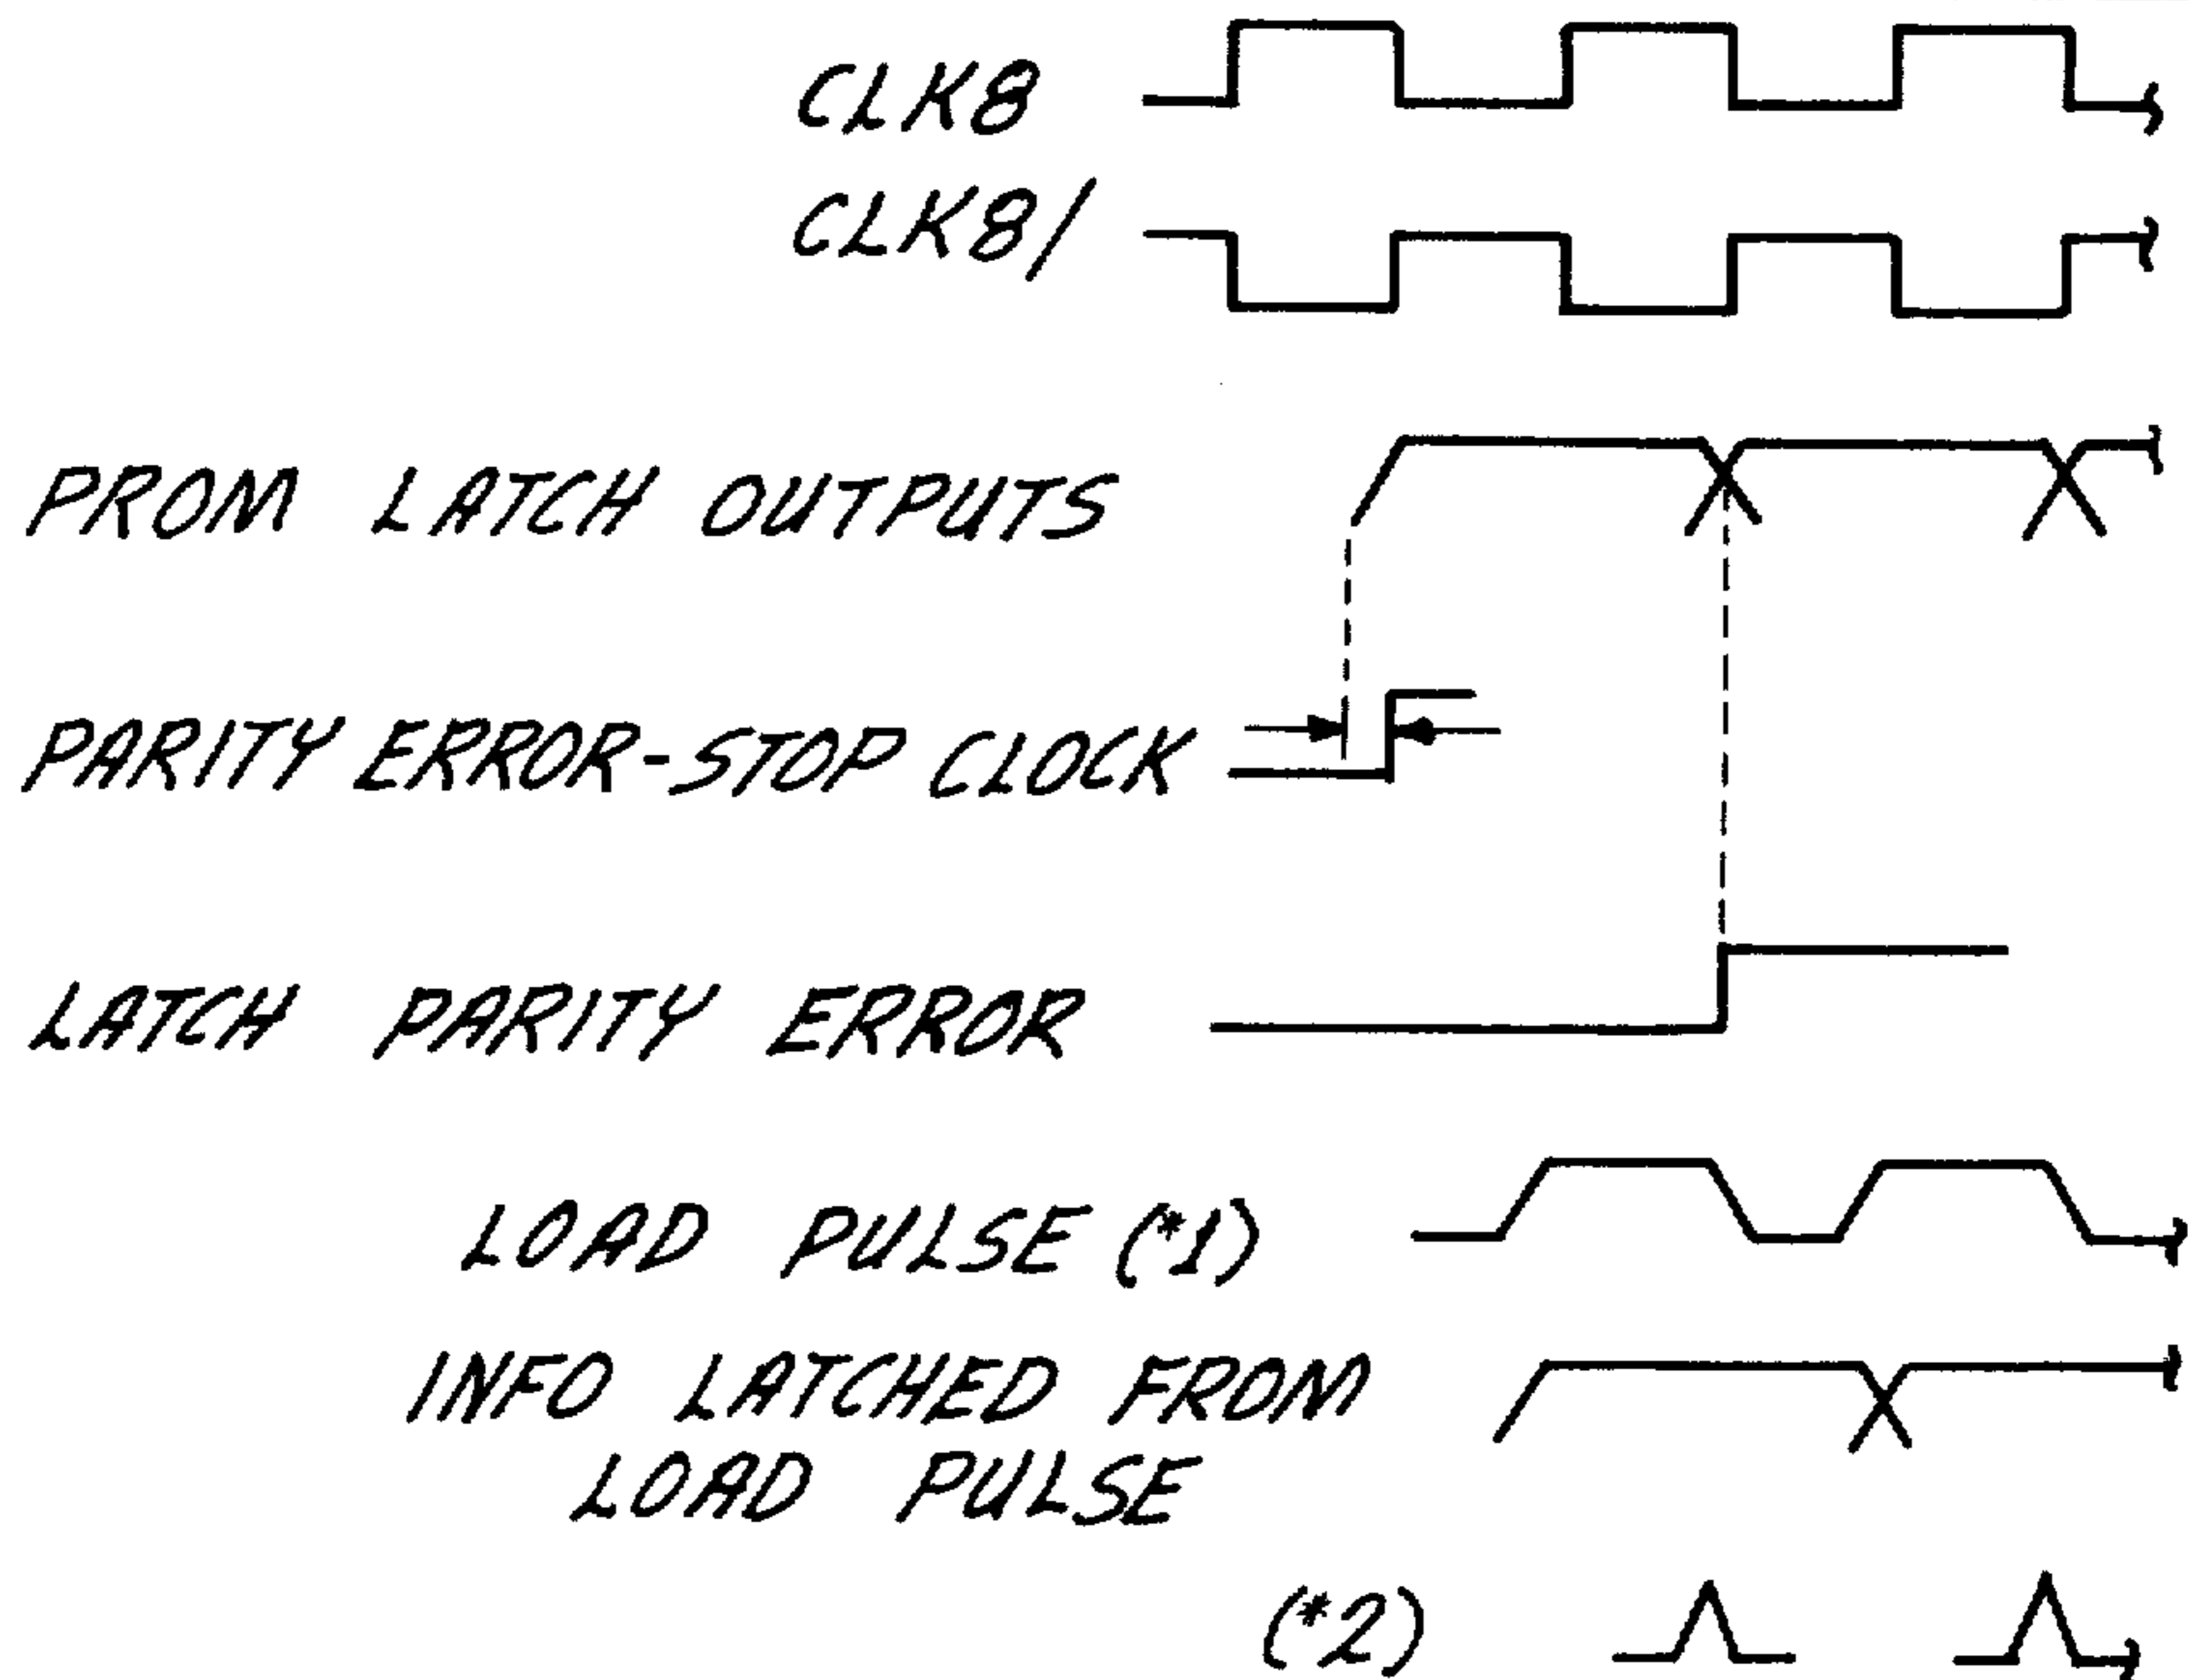 CLK8
CLK8/
PROM LATCH OUTPUTS
PARITY ERROR-STOP CLOCK
LATCH PARITY ERROR
LOAD PULSE (*1)
INFO LATCHED FROM
LOAD PULSE
(*2)